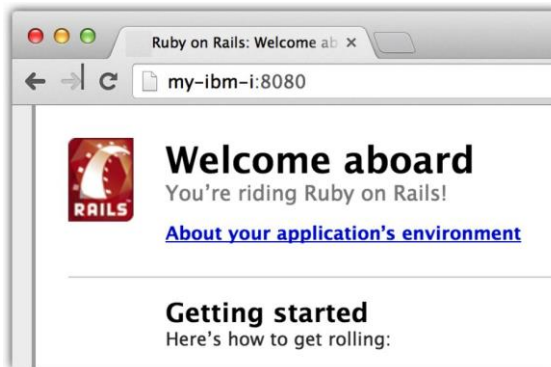 Ruby on Rails: Welcome ab
my-ibm-i:8080
RAILS
Welcome aboard
You're riding Ruby on Rails!
About your application's environment
Getting started
Here's how to get rolling: